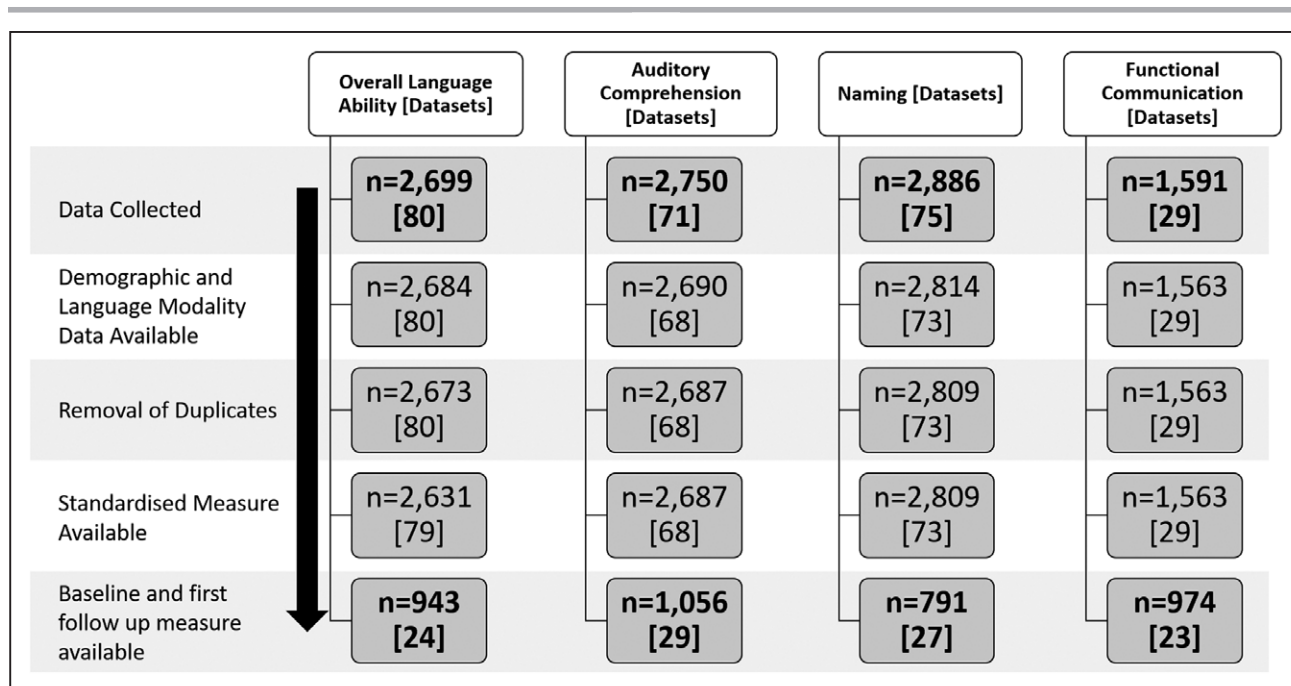 Overall Language
Ability [Datasets]
Auditory
Comprehension
[Datasets]
Naming [Datasets]
Functional
Communication
[Datasets]
Data Collected
n=2,699
[80]
n=2,750
[71]
n=2,886
[75]
n=1,591
[29]
Demographic and
Language Modality
Data Available
n=2,684
[80]
n=2,690
[68]
n=2,814
[73]
n=1,563
[29]
Removal of Duplicates
n=2,673
[80]
n=2,687
[68]
n=2,809
[73]
n=1,563
[29]
Standardised Measure
Available
n=2,631
[79]
n=2,687
[68]
n=2,809
[73]
n=1,563
[29]
Baseline and first
follow up measure
available
n=943
[24]
n=1,056
[29]
n=791
[27]
n=974
[23]